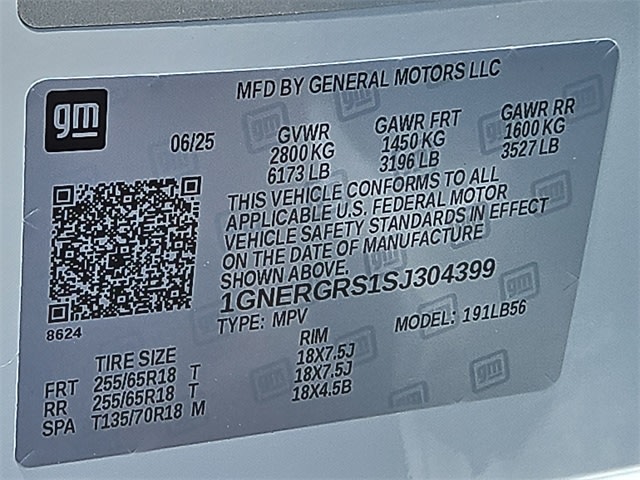 MFD BY GENERAL MOTORS LLC
gm
06/25
GVWR
2800 KG
6173 LB
GAWR FRT
1450 KG
3196 LB
GAWR RR
1600 KG
3527 LB
THIS VEHICLE CONFORMS TO ALL
APPLICABLE U.S. FEDERAL MOTOR
VEHICLE SAFETY STANDARDS IN EFFECT
ON THE DATE OF MANUFACTURE
SHOWN ABOVE.
1GNERGRS1SJ304399
TYPE: MPV
MODEL: 191LB56
8624
TIRE SIZE
RIM
FRT 255/65R18 T 18X7.5J
RR 255/65R18 T 18X7.5J
SPA T135/70R18 M 18X4.5B